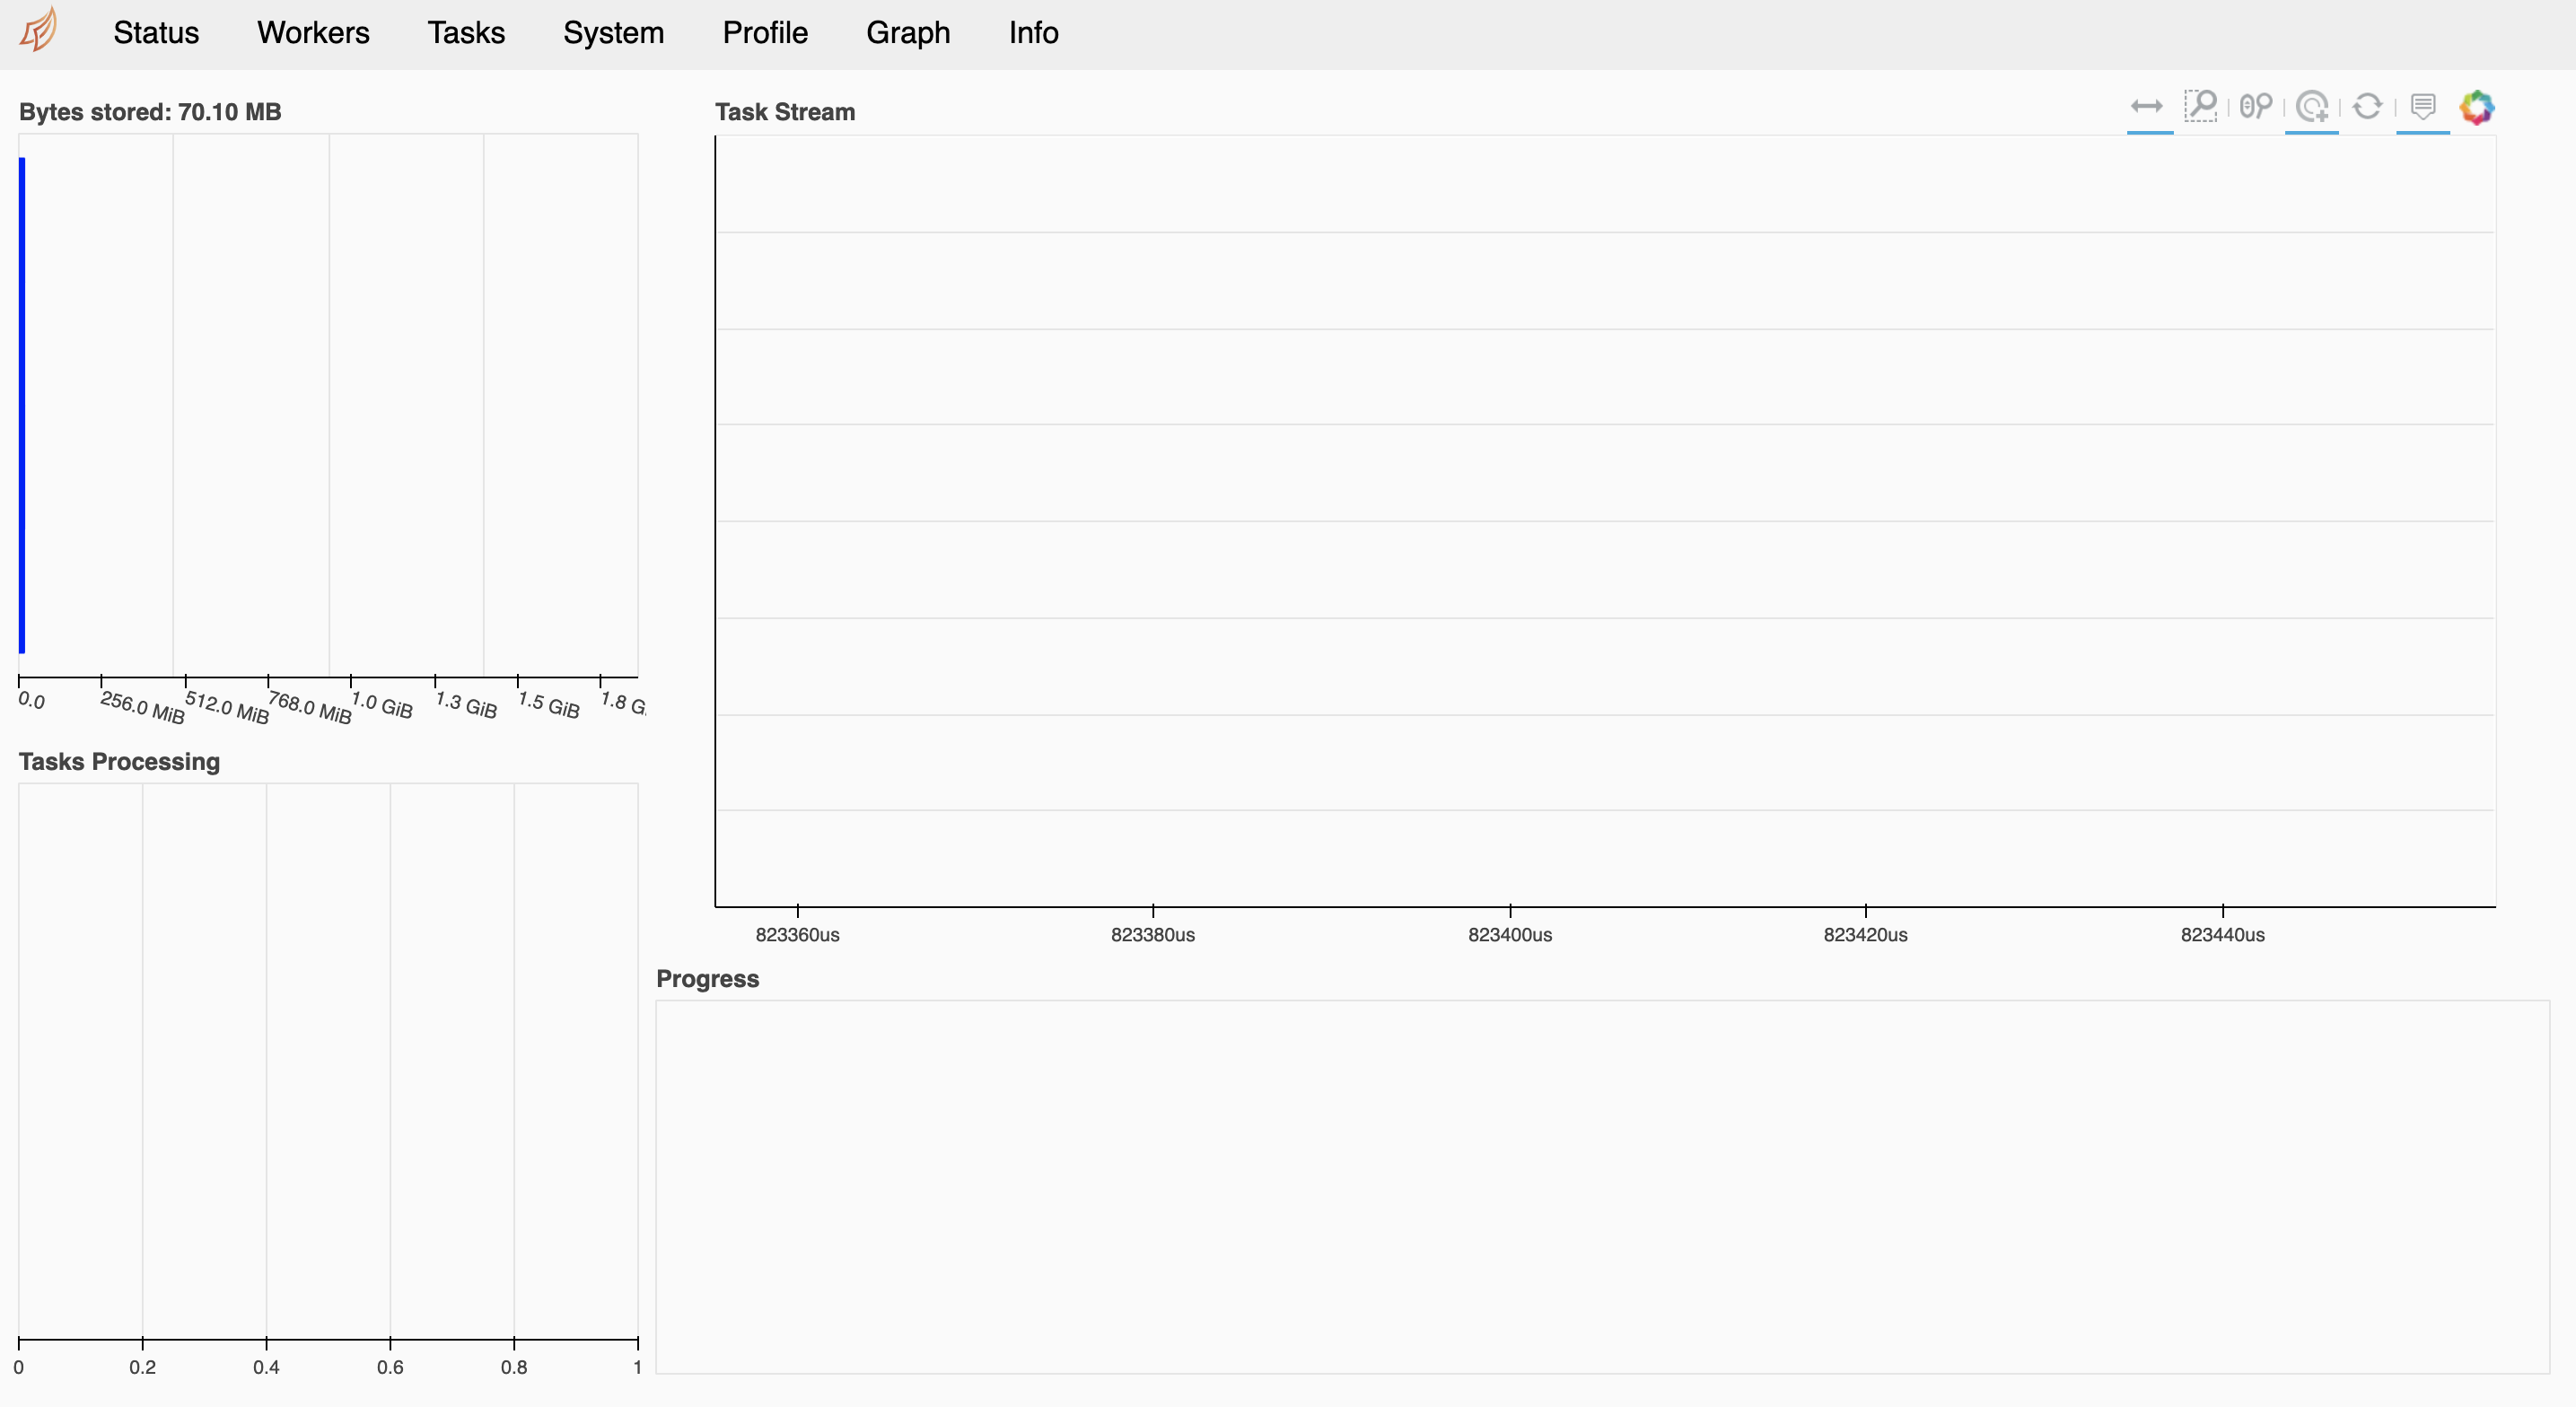 Status Workers Tasks System Profile Graph Info
Bytes stored: 70.10 MB
0.0 256.0 MiB 512.0 MiB 768.0 MiB 1.0 GiB 1.3 GiB 1.5 GiB 1.8 G
Tasks Processing
0 0.2 0.4 0.6 0.8 1
Task Stream
823360us 823380us 823400us 823420us 823440us
Progress